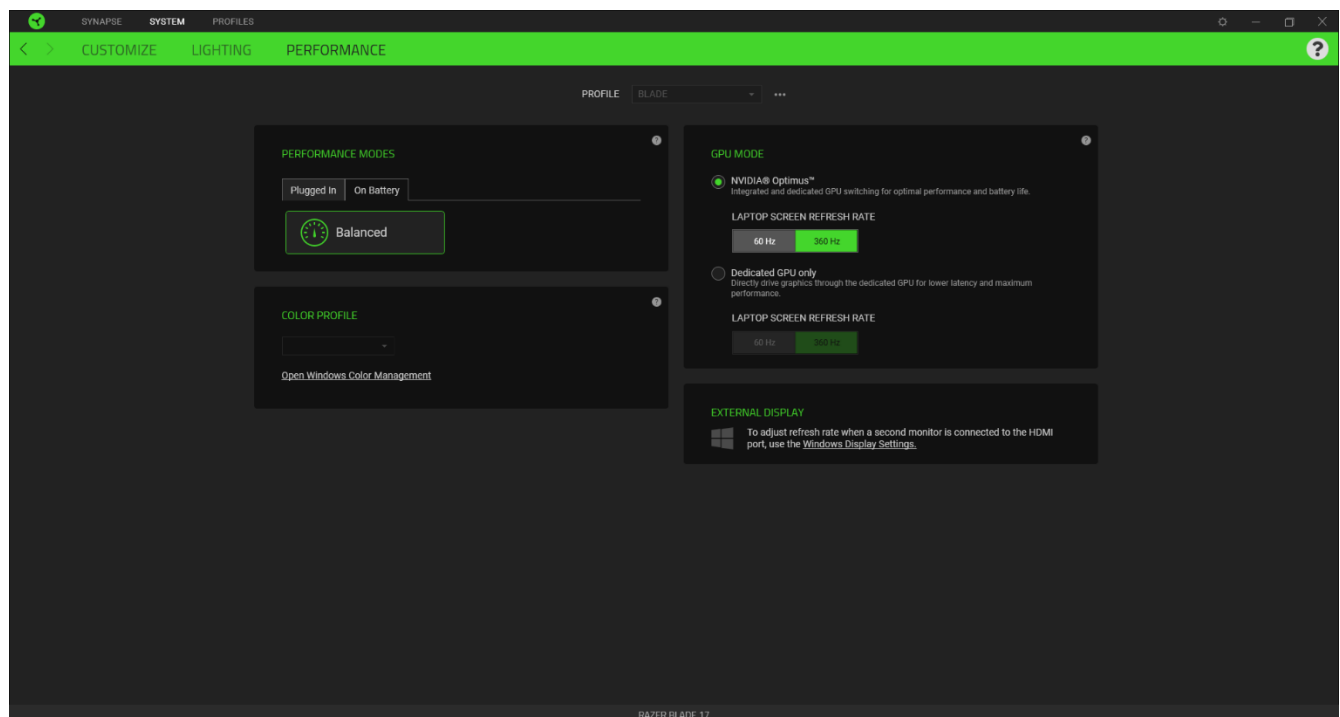 SYNAPSE SYSTEM PROFILES
CUSTOMIZE LIGHTING PERFORMANCE ?
PROFILE BLADE
PERFORMANCE MODES ?
Plugged In On Battery
Balanced
COLOR PROFILE ?
Open Windows Color Management
GPU MODE ?
NVIDIA® Optimus™
Integrated and dedicated GPU switching for optimal performance and battery life.
LAPTOP SCREEN REFRESH RATE
60 Hz 360 Hz
Dedicated GPU only
Directly drive graphics through the dedicated GPU for lower latency and maximum
performance.
LAPTOP SCREEN REFRESH RATE
60 Hz 360 Hz
EXTERNAL DISPLAY
To adjust refresh rate when a second monitor is connected to the HDMI
port, use the Windows Display Settings.
RAZER BLADE 17